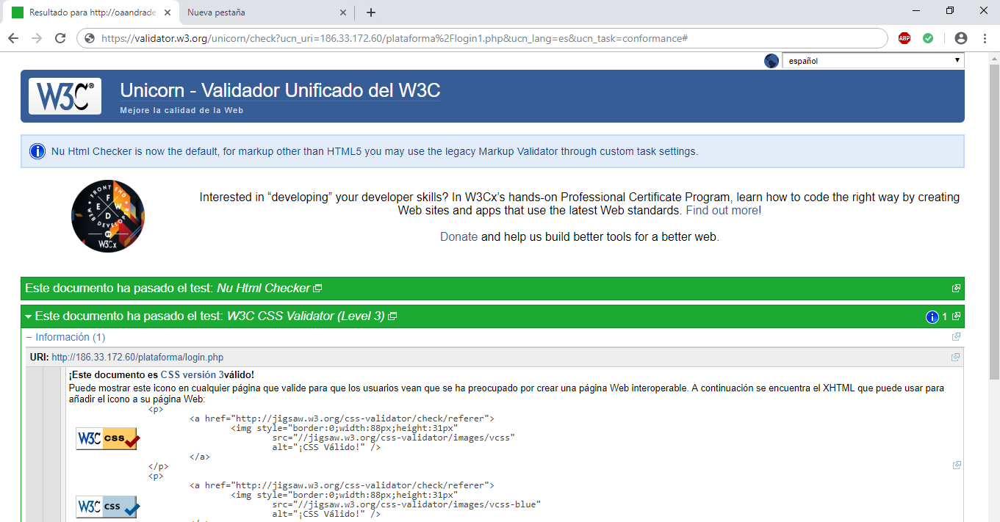 Resultado para http://oaandrade
Nueva pestaña
https://validator.w3.org/unicorn/check?ucn_uri=186.33.172.60/plataforma%2Flogin1.php&ucn_lang=es&ucn_task=conformance#
ABP
español
W3C®
Unicorn - Validador Unificado del W3C
Mejore la calidad de la Web
Nu Html Checker is now the default, for markup other than HTML5 you may use the legacy Markup Validator through custom task settings.
FRONT END
F E W D
WEB DEVELOPER
W3Cx
Interested in “developing” your developer skills? In W3Cx’s hands-on Professional Certificate Program, learn how to code the right way by creating
Web sites and apps that use the latest Web standards. Find out more!
Donate and help us build better tools for a better web.
Este documento ha pasado el test: Nu Html Checker
Este documento ha pasado el test: W3C CSS Validator (Level 3)
1
– Información (1)
URI: http://186.33.172.60/plataforma/login.php
¡Este documento es CSS versión 3válido!
Puede mostrar este icono en cualquier página que valide para que los usuarios vean que se ha preocupado por crear una página Web interoperable. A continuación se encuentra el XHTML que puede usar para
añadir el icono a su página Web:
<p>
<a href="http://jigsaw.w3.org/css-validator/check/referer">
<img style="border:0;width:88px;height:31px"
src="//jigsaw.w3.org/css-validator/images/vcss"
alt="¡CSS Válido!" />
</a>
</p>
W3C css
<p>
<a href="http://jigsaw.w3.org/css-validator/check/referer">
<img style="border:0;width:88px;height:31px"
src="//jigsaw.w3.org/css-validator/images/vcss-blue"
alt="¡CSS Válido!" />
W3C css